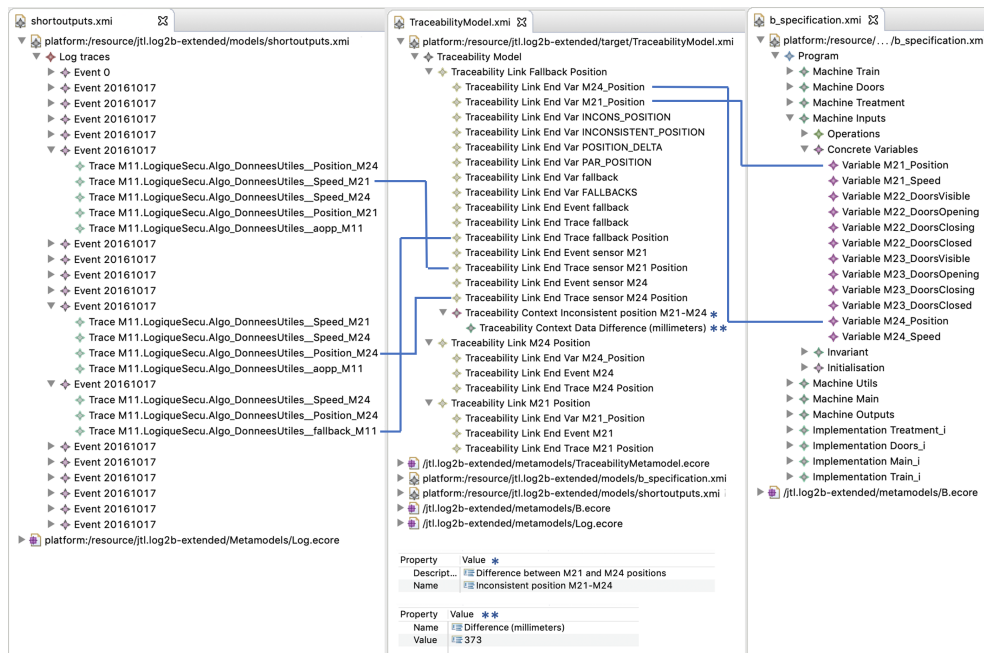 shortoutputs.xmi
platform:/resource/jtl.log2b-extended/models/shortoutputs.xmi
Log traces
Event 0
Event 20161017
Event 20161017
Event 20161017
Event 20161017
Event 20161017
Trace M11.LogiqueSecu.Algo_DonneesUtiles__Position_M24
Trace M11.LogiqueSecu.Algo_DonneesUtiles__Speed_M21
Trace M11.LogiqueSecu.Algo_DonneesUtiles__Speed_M24
Trace M11.LogiqueSecu.Algo_DonneesUtiles__Position_M21
Trace M11.LogiqueSecu.Algo_DonneesUtiles__aopp_M11
Event 20161017
Event 20161017
Event 20161017
Event 20161017
Event 20161017
Trace M11.LogiqueSecu.Algo_DonneesUtiles__Speed_M21
Trace M11.LogiqueSecu.Algo_DonneesUtiles__Speed_M24
Trace M11.LogiqueSecu.Algo_DonneesUtiles__Position_M24
Trace M11.LogiqueSecu.Algo_DonneesUtiles__aopp_M11
Event 20161017
Trace M11.LogiqueSecu.Algo_DonneesUtiles__Speed_M24
Trace M11.LogiqueSecu.Algo_DonneesUtiles__Position_M24
Trace M11.LogiqueSecu.Algo_DonneesUtiles__fallback_M11
Event 20161017
Event 20161017
Event 20161017
Event 20161017
Event 20161017
Event 20161017
platform:/resource/jtl.log2b-extended/Metamodels/Log.ecore
TraceabilityModel.xmi
platform:/resource/jtl.log2b-extended/target/TraceabilityModel.xmi
Traceability Model
Traceability Link Fallback Position
Traceability Link End Var M24_Position
Traceability Link End Var M21_Position
Traceability Link End Var INCONS_POSITION
Traceability Link End Var INCONSISTENT_POSITION
Traceability Link End Var POSITION_DELTA
Traceability Link End Var PAR_POSITION
Traceability Link End Var fallback
Traceability Link End Var FALLBACKS
Traceability Link End Event fallback
Traceability Link End Trace fallback
Traceability Link End Trace fallback Position
Traceability Link End Event sensor M21
Traceability Link End Trace sensor M21 Position
Traceability Link End Event sensor M24
Traceability Link End Trace sensor M24 Position
Traceability Context Inconsistent position M21-M24 *
Traceability Context Data Difference (millimeters) **
Traceability Link M24 Position
Traceability Link End Var M24_Position
Traceability Link End Event M24
Traceability Link End Trace M24 Position
Traceability Link M21 Position
Traceability Link End Var M21_Position
Traceability Link End Event M21
Traceability Link End Trace M21 Position
/jtl.log2b-extended/metamodels/TraceabilityMetamodel.ecore
platform:/resource/jtl.log2b-extended/models/b_specification.xmi
platform:/resource/jtl.log2b-extended/models/shortoutputs.xmi
/jtl.log2b-extended/metamodels/B.ecore
/jtl.log2b-extended/metamodels/Log.ecore
Property Value *
Descript... Difference between M21 and M24 positions
Name Inconsistent position M21-M24
Property Value **
Name Difference (millimeters)
Value 373
b_specification.xmi
platform:/resource/.../b_specification.xm
Program
Machine Train
Machine Doors
Machine Treatment
Machine Inputs
Operations
Concrete Variables
Variable M21_Position
Variable M21_Speed
Variable M22_DoorsVisible
Variable M22_DoorsOpening
Variable M22_DoorsClosing
Variable M22_DoorsClosed
Variable M23_DoorsVisible
Variable M23_DoorsOpening
Variable M23_DoorsClosing
Variable M23_DoorsClosed
Variable M24_Position
Variable M24_Speed
Invariant
Initialisation
Machine Utils
Machine Main
Machine Outputs
Implementation Treatment_i
Implementation Doors_i
Implementation Main_i
Implementation Train_i
/jtl.log2b-extended/metamodels/B.ecore